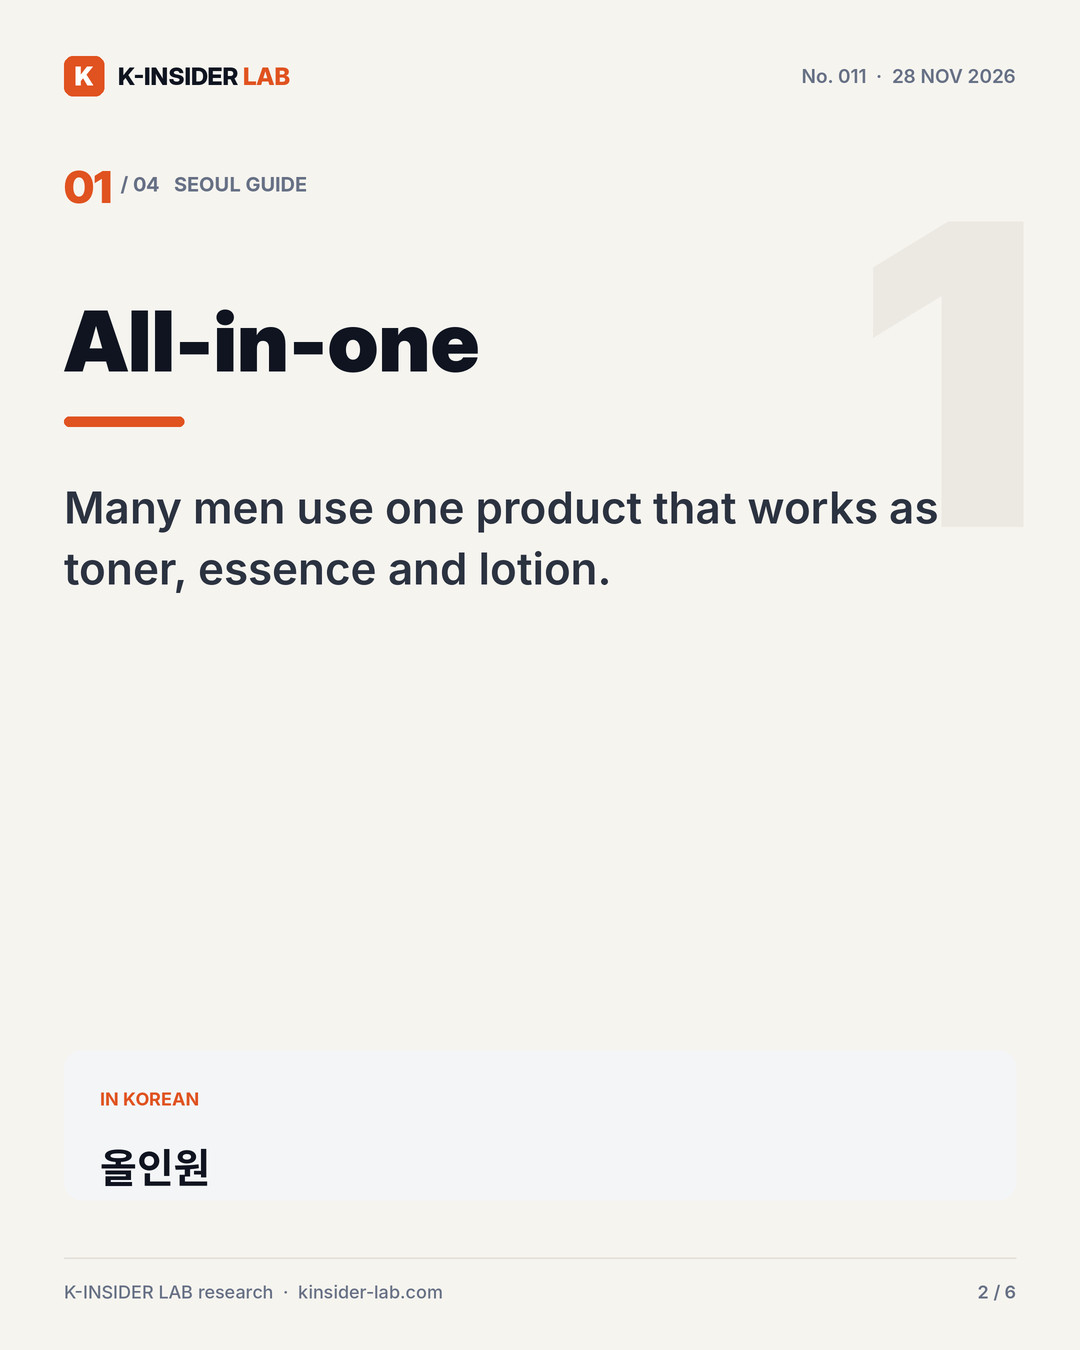 K K-INSIDER LAB
No. 011 · 28 NOV 2026
01 / 04 SEOUL GUIDE
1
All-in-one
Many men use one product that works as
toner, essence and lotion.
IN KOREAN
올인원
K-INSIDER LAB research · kinsider-lab.com
2 / 6